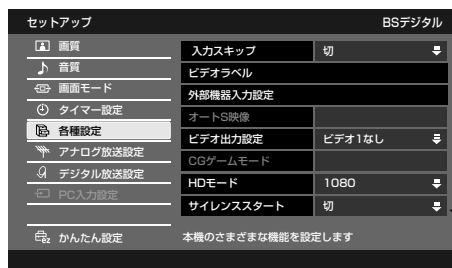 セットアップ
BSデジタル
画質
音質
画面モード
タイマー設定
各種設定
アナログ放送設定
デジタル放送設定
PC入力設定
かんたん設定
入力スキップ 切
ビデオラベル
外部機器入力設定
オートS映像
ビデオ出力設定 ビデオ1なし
CGゲームモード
HDモード 1080
サイレンススタート 切
本機のさまざまな機能を設定します